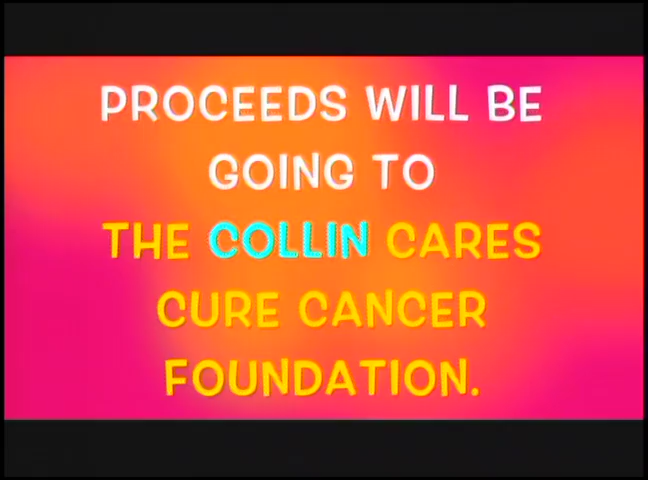 PROCEEDS WILL BE
GOING TO
THE COLLIN CARES
CURE CANCER
FOUNDATION.